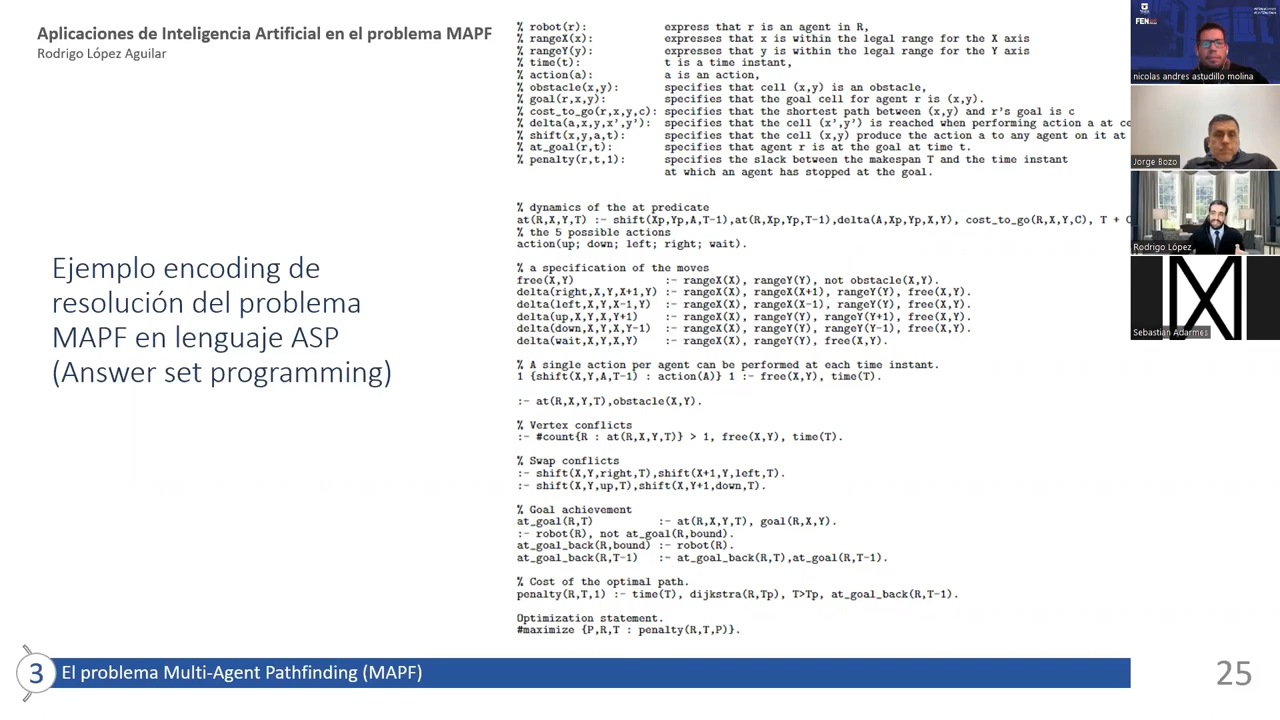 Aplicaciones de Inteligencia Artificial en el problema MAPF
Rodrigo López Aguilar
Ejemplo encoding de
resolución del problema
MAPF en lenguaje ASP
(Answer set programming)
% robot(r): express that r is an agent in R,
% rangeX(x): expresses that x is within the legal range for the X axis
% rangeY(y): expresses that y is within the legal range for the Y axis
% time(t): t is a time instant,
% action(a): a is an action,
% obstacle(x,y): specifies that cell (x,y) is an obstacle,
% goal(r,x,y): specifies that the goal cell for agent r is (x,y).
% cost_to_go(r,x,y,c): specifies that the shortest path between (x,y) and r's goal is c
% delta(a,x,y,x',y'): specifies that the cell (x',y') is reached when performing action a at ce
% shift(x,y,a,t): specifies that the cell (x,y) produce the action a to any agent on it at
% at_goal(r,t): specifies that agent r is at the goal at time t.
% penalty(r,t,1): specifies the slack between the makespan T and the time instant
at which an agent has stopped at the goal.
% dynamics of the at predicate
at(R,X,Y,T) :- shift(Xp,Yp,A,T-1),at(R,Xp,Yp,T-1),delta(A,Xp,Yp,X,Y), cost_to_go(R,X,Y,C), T + C
% the 5 possible actions
action(up; down; left; right; wait).
% a specification of the moves
free(X,Y) :- rangeX(X), rangeY(Y), not obstacle(X,Y).
delta(right,X,Y,X+1,Y) :- rangeX(X), rangeX(X+1), rangeY(Y), free(X,Y).
delta(left,X,Y,X-1,Y) :- rangeX(X), rangeX(X-1), rangeY(Y), free(X,Y).
delta(up,X,Y,X,Y+1) :- rangeX(X), rangeY(Y), rangeY(Y+1), free(X,Y).
delta(down,X,Y,X,Y-1) :- rangeX(X), rangeY(Y), rangeY(Y-1), free(X,Y).
delta(wait,X,Y,X,Y) :- rangeX(X), rangeY(Y), free(X,Y).
% A single action per agent can be performed at each time instant.
1 {shift(X,Y,A,T-1) : action(A)} 1 :- free(X,Y), time(T).
:- at(R,X,Y,T),obstacle(X,Y).
% Vertex conflicts
:- #count{R : at(R,X,Y,T)} > 1, free(X,Y), time(T).
% Swap conflicts
:- shift(X,Y,right,T),shift(X+1,Y,left,T).
:- shift(X,Y,up,T),shift(X,Y+1,down,T).
% Goal achievement
at_goal(R,T) :- at(R,X,Y,T), goal(R,X,Y).
:- robot(R), not at_goal(R,bound).
at_goal_back(R,bound) :- robot(R).
at_goal_back(R,T-1) :- at_goal_back(R,T),at_goal(R,T-1).
% Cost of the optimal path.
penalty(R,T,1) :- time(T), dijkstra(R,Tp), T>Tp, at_goal_back(R,T-1).
Optimization statement.
#maximize {P,R,T : penalty(R,T,P)}.
3 El problema Multi-Agent Pathfinding (MAPF)
25
FEN
nicolas andres astudillo molina
Jorge Bozo
Rodrigo López
Sebastián Adarmes